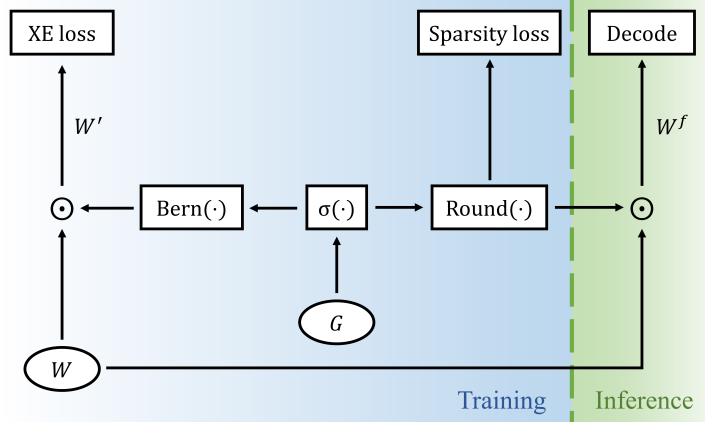 XE loss
Sparsity loss
Decode
W′
W^f
⊙
Bern(·)
σ(·)
Round(·)
⊙
G
W
Training
Inference